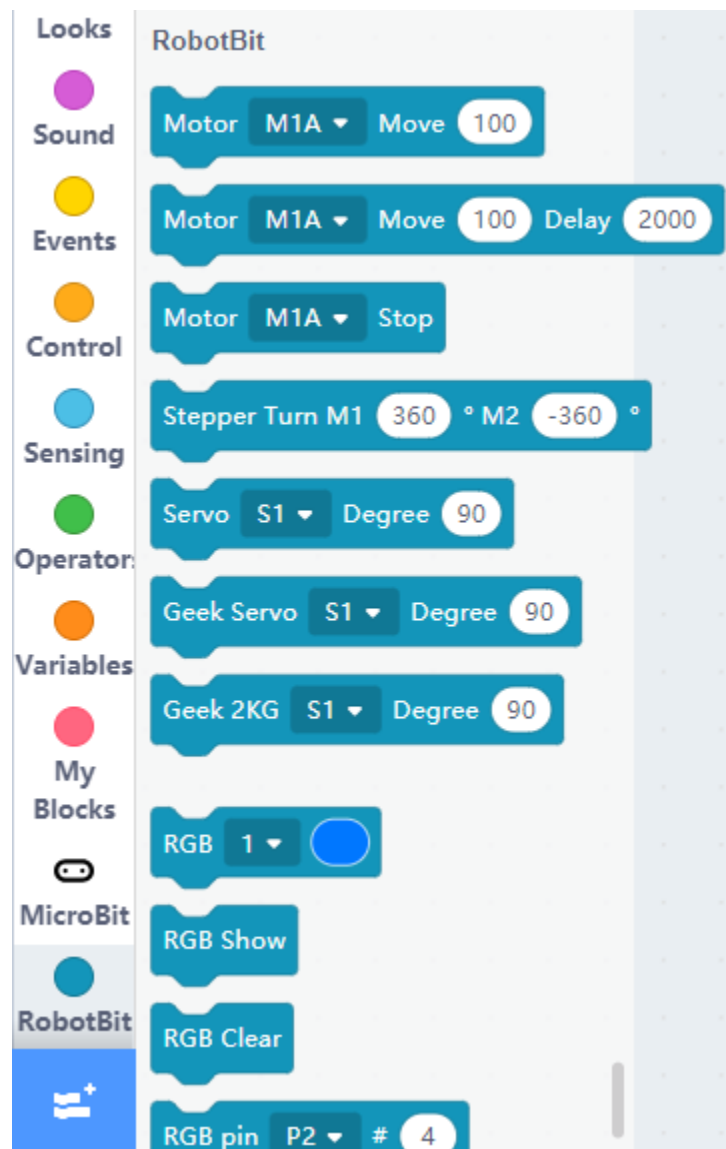 Looks
Sound
Events
Control
Sensing
Operator
Variables
My
Blocks
MicroBit
RobotBit
RobotBit
Motor M1A Move 100
Motor M1A Move 100 Delay 2000
Motor M1A Stop
Stepper Turn M1 360 ° M2 -360 °
Servo S1 Degree 90
Geek Servo S1 Degree 90
Geek 2KG S1 Degree 90
RGB 1
RGB Show
RGB Clear
RGB pin P2 # 4